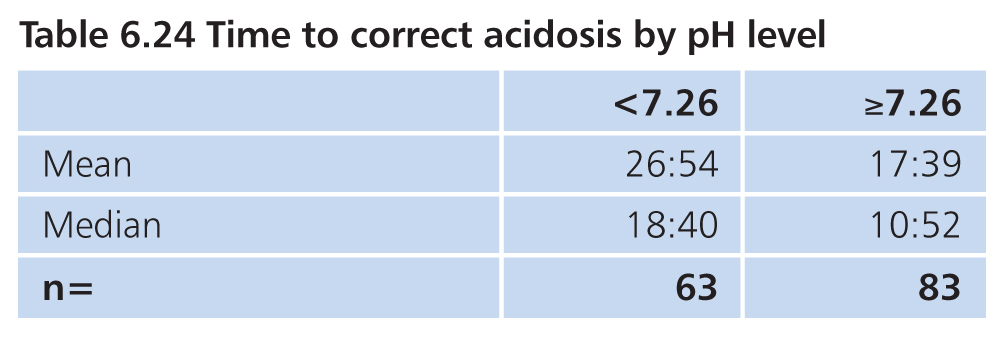 Table 6.24 Time to correct acidosis by pH level
<7.26 ≥7.26
Mean 26:54 17:39
Median 18:40 10:52
n= 63 83